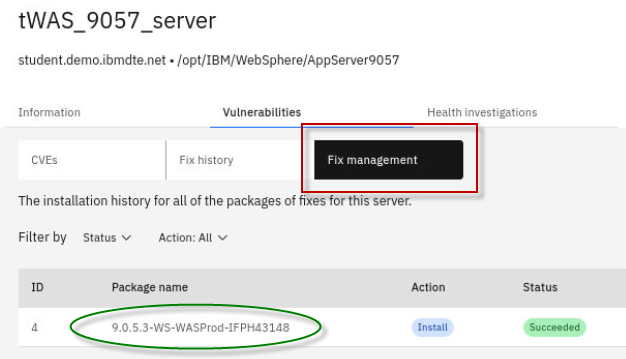 tWAS_9057_server
student.demo.ibmdte.net • /opt/IBM/WebSphere/AppServer9057
Information Vulnerabilities Health investigations
CVEs Fix history Fix management
The installation history for all of the packages of fixes for this server.
Filter by Status Action: All
ID Package name Action Status
4 9.0.5.3-WS-WASProd-IFPH43148 Install Succeeded